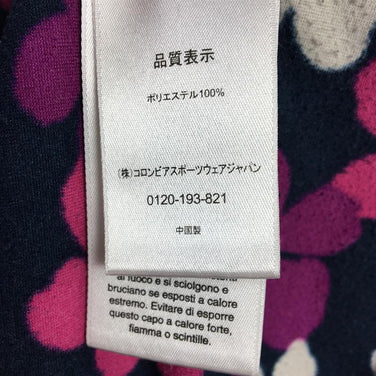 品質表示
ポリエステル100%
(株)コロンビアスポーツウェアジャパン
0120-193-821
中国製
al fuoco e si sciolgono e
bruciano se esposti a calore
estremo. Evitare di esporre
questo capo a calore forte,
fiamma o scintille.